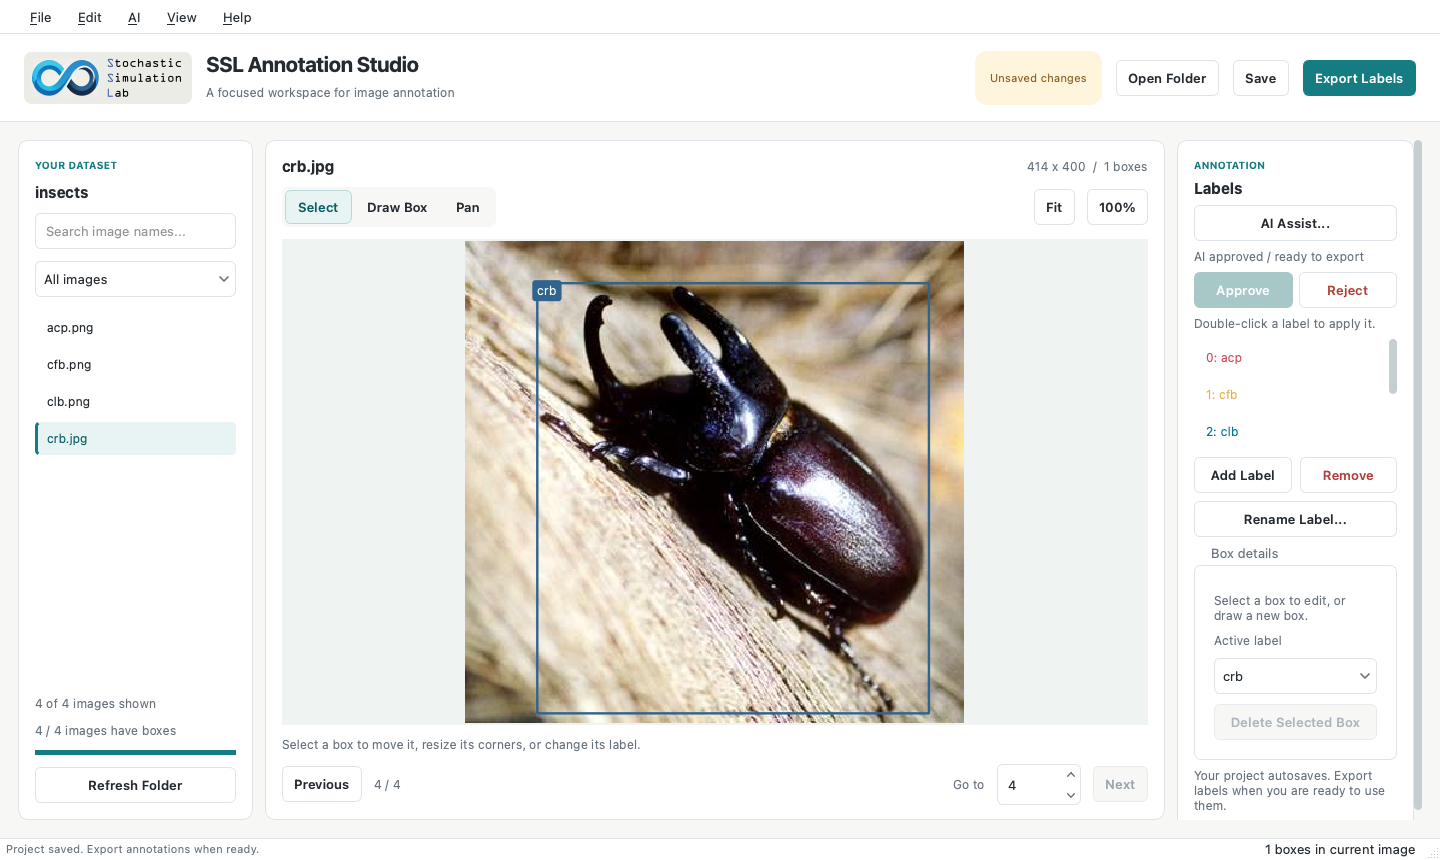 File Edit AI View Help
Stochastic
Simulation
Lab
SSL Annotation Studio
A focused workspace for image annotation
Unsaved changes
Open Folder
Save
Export Labels
YOUR DATASET
insects
Search image names...
All images
acp.png
cfb.png
clb.png
crb.jpg
4 of 4 images shown
4 / 4 images have boxes
Refresh Folder
crb.jpg
414 x 400 / 1 boxes
Select
Draw Box
Pan
Fit
100%
crb
Select a box to move it, resize its corners, or change its label.
Previous
4 / 4
Go to
4
Next
ANNOTATION
Labels
AI Assist...
AI approved / ready to export
Approve
Reject
Double-click a label to apply it.
0: acp
1: cfb
2: clb
Add Label
Remove
Rename Label...
Box details
Select a box to edit, or
draw a new box.
Active label
crb
Delete Selected Box
Your project autosaves. Export
labels when you are ready to use
them.
Project saved. Export annotations when ready.
1 boxes in current image